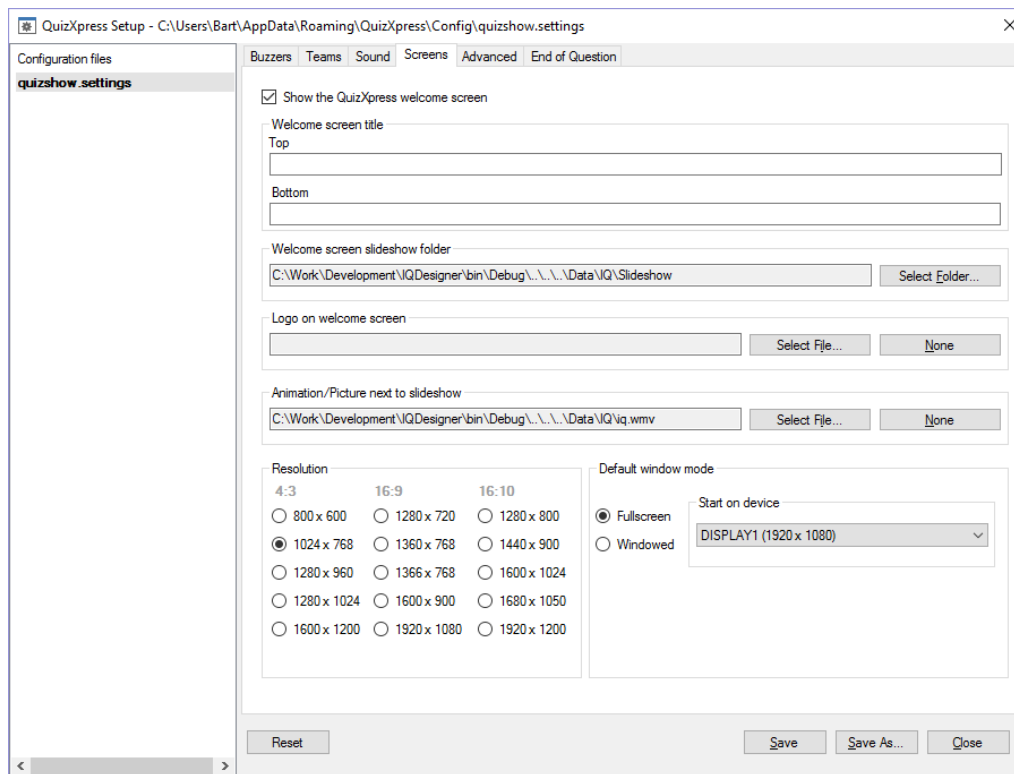 QuizXpress Setup - C:\Users\Bart\AppData\Roaming\QuizXpress\Config\quizshow.settings
Configuration files
quizshow.settings
Buzzers Teams Sound Screens Advanced End of Question
Show the QuizXpress welcome screen
Welcome screen title
Top
Bottom
Welcome screen slideshow folder
C:\Work\Development\IQDesigner\bin\Debug\..\..\..\Data\IQ\Slideshow Select Folder...
Logo on welcome screen
Select File... None
Animation/Picture next to slideshow
C:\Work\Development\IQDesigner\bin\Debug\..\..\..\Data\IQ\iq.wmv Select File... None
Resolution
4:3 16:9 16:10
800 x 600 1280 x 720 1280 x 800
1024 x 768 1360 x 768 1440 x 900
1280 x 960 1366 x 768 1600 x 1024
1280 x 1024 1600 x 900 1680 x 1050
1600 x 1200 1920 x 1080 1920 x 1200
Default window mode
Fullscreen
Windowed
Start on device
DISPLAY1 (1920 x 1080)
Reset Save Save As... Close